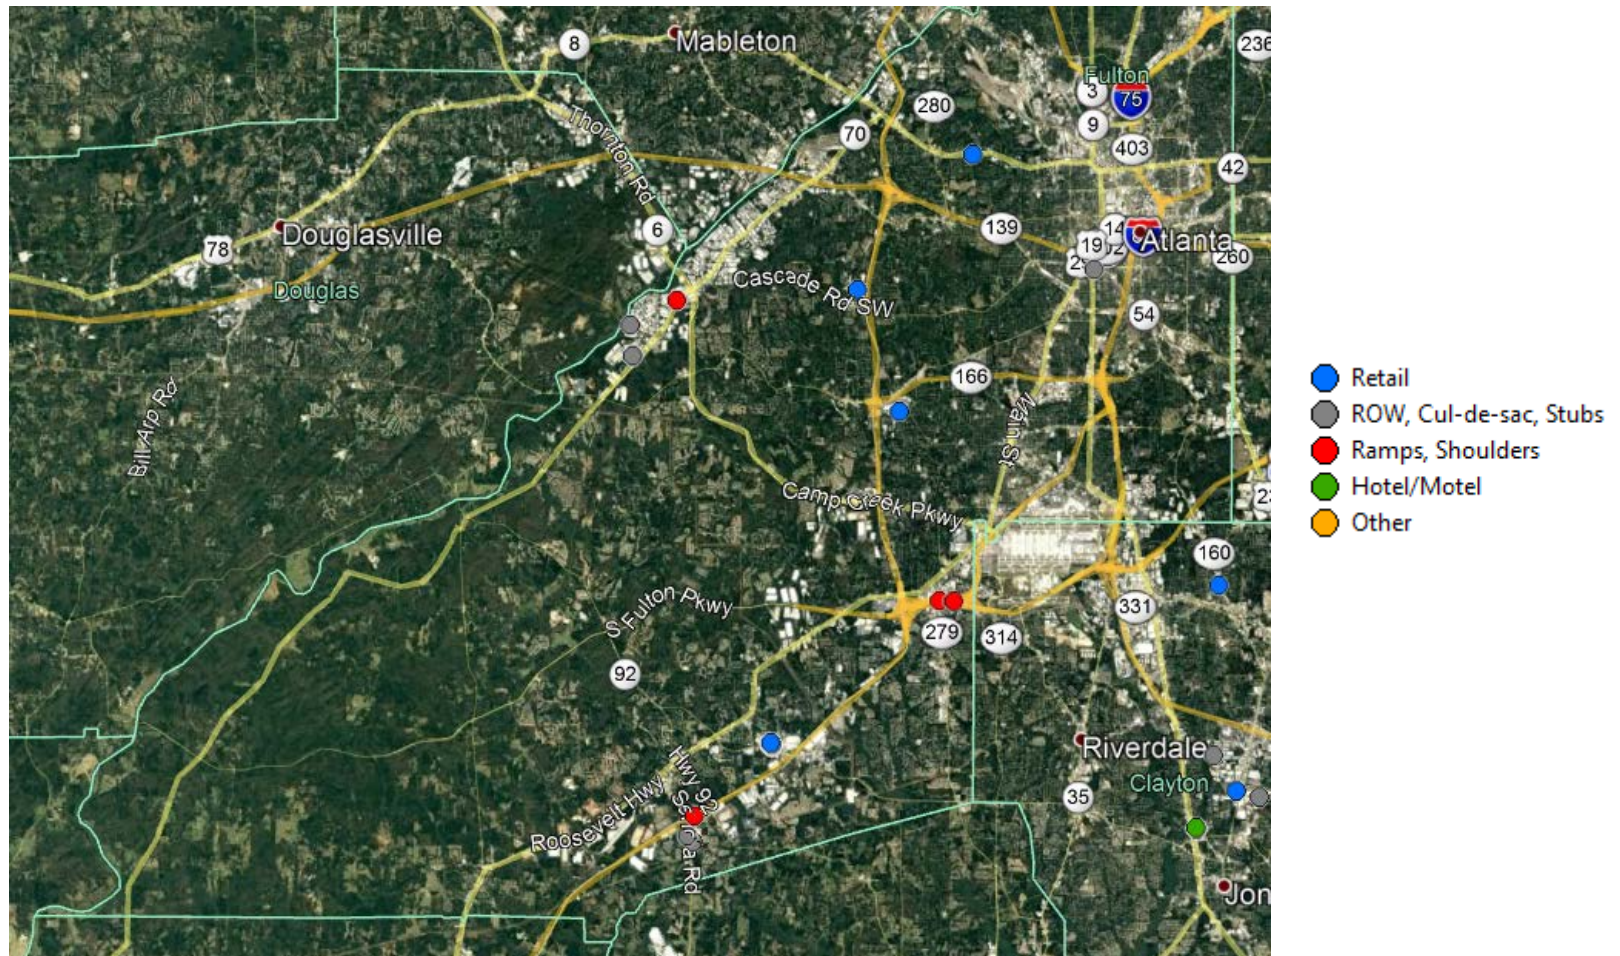 8
Mableton
236
Fulton
3
75
280
9
70
403
Thornton Rd
42
6
139
14
Douglasville
19
Atlanta
78
260
Douglas
Cascade Rd SW
54
166
Bill Arp Rd
Main St
Camp Creek Pkwy
160
S Fulton Pkwy
331
279
314
92
Riverdale
Hwy 92
Clayton
35
Roosevelt Hwy
Jon
Retail
ROW, Cul-de-sac, Stubs
Ramps, Shoulders
Hotel/Motel
Other